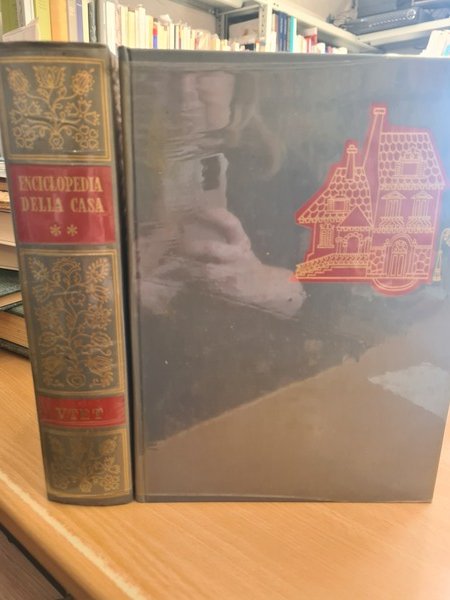 ENCICLOPEDIA
DELLA CASA
**
UTET